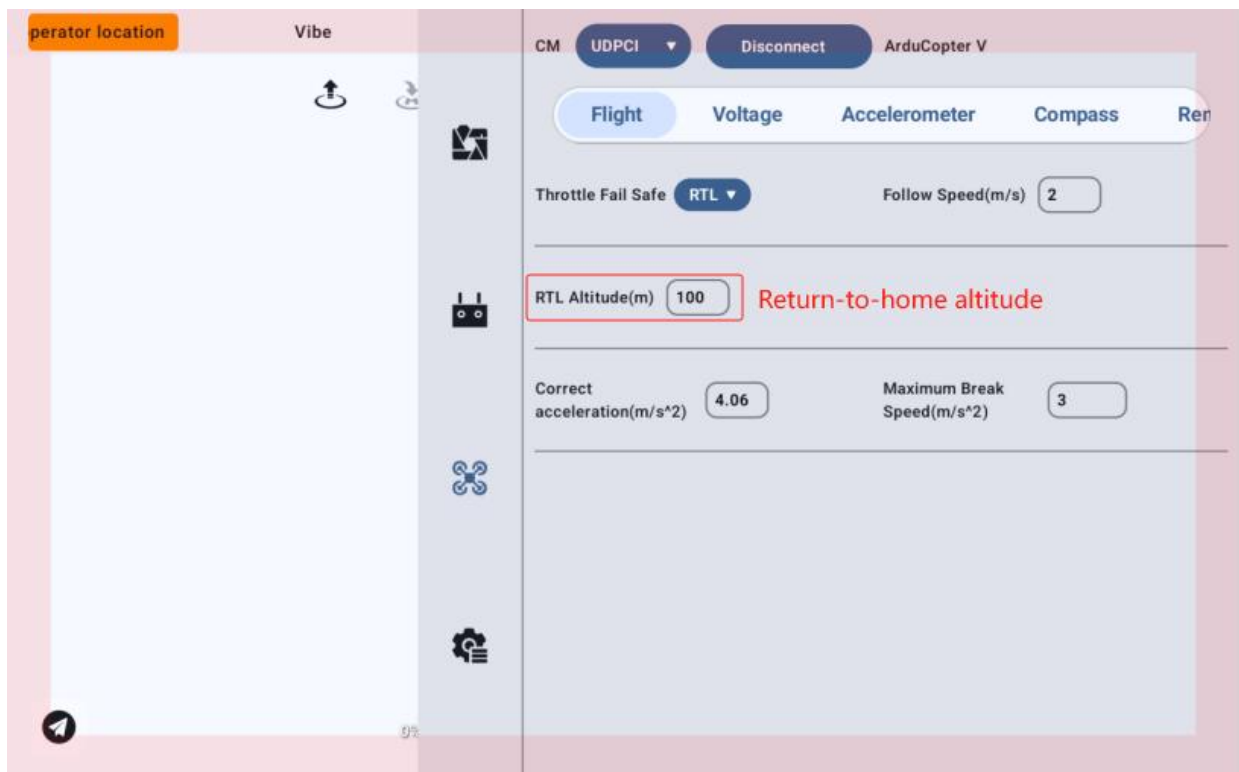 perator location
Vibe
CM UDPCI Disconnect ArduCopter V
Flight Voltage Accelerometer Compass Ren
Throttle Fail Safe RTL Follow Speed(m/s) 2
RTL Altitude(m) 100 Return-to-home altitude
Correct
acceleration(m/s^2) 4.06
Maximum Break
Speed(m/s^2) 3